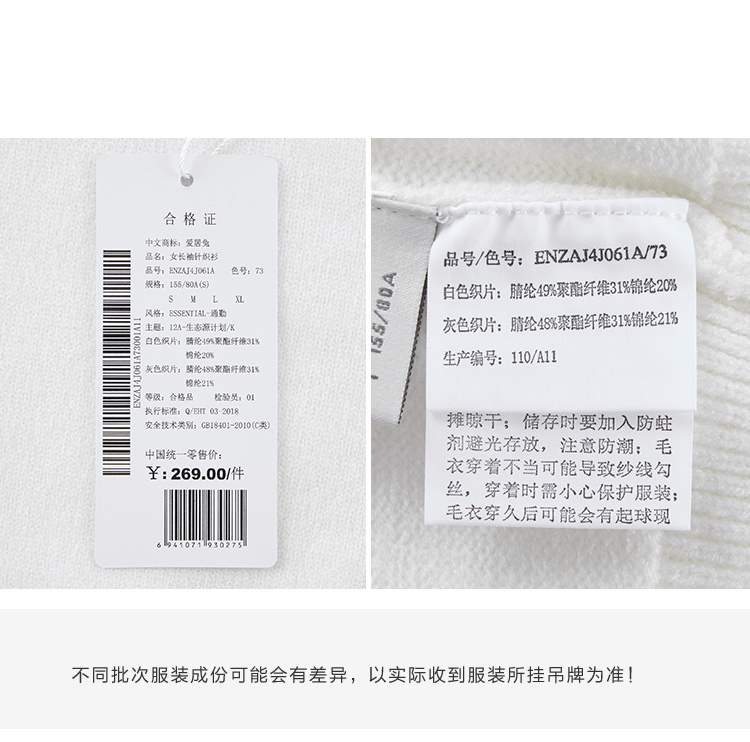 合格证
中文商标：爱居兔
品名：女长袖针织衫
品号：ENZAJ4J061A 色号：73
规格：155/80A(S)
S M L XL
风格：ESSENTIAL-通勤
主题：12A-生态源计划/K
白色织片：腈纶49%聚酯纤维31%
锦纶20%
灰色织片：腈纶48%聚酯纤维31%
锦纶21%
等级：合格品 检验员：01
执行标准：Q/EHT 03-2018
安全技术类别：GB18401-2010(C类)
中国统一零售价：
¥:269.00/件
6 941071 930275
ENZAJ4J061A73001A11
155/80A
品号/色号：ENZAJ4J061A/73
白色织片：腈纶49%聚酯纤维31%锦纶20%
灰色织片：腈纶48%聚酯纤维31%锦纶21%
生产编号：110/A11
摊晾干；储存时要加入防蛀
剂避光存放，注意防潮；毛
衣穿着不当可能导致纱线勾
丝，穿着时需小心保护服装；
毛衣穿久后可能会有起球现
不同批次服装成份可能会有差异，以实际收到服装所挂吊牌为准！